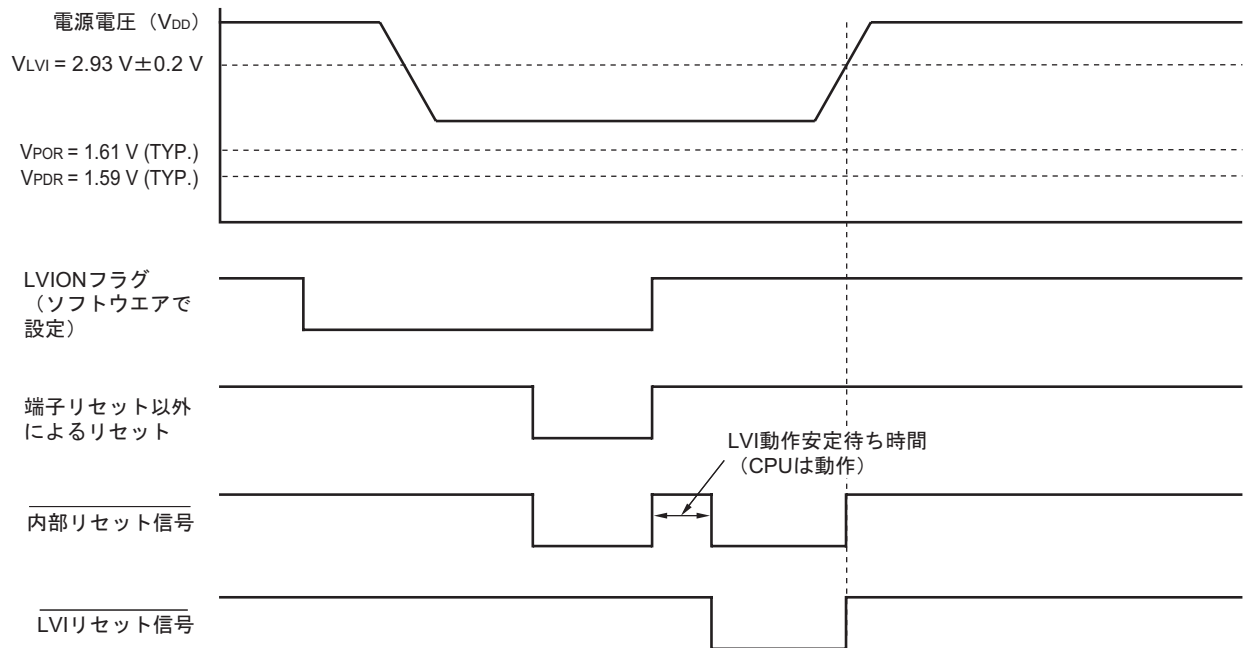 電源電圧（VDD）
VLVI = 2.93 V±0.2 V
VPOR = 1.61 V (TYP.)
VPDR = 1.59 V (TYP.)
LVIONフラグ
（ソフトウエアで
設定）
端子リセット以外
によるリセット
LVI動作安定待ち時間
（CPUは動作）
内部リセット信号
LVIリセット信号